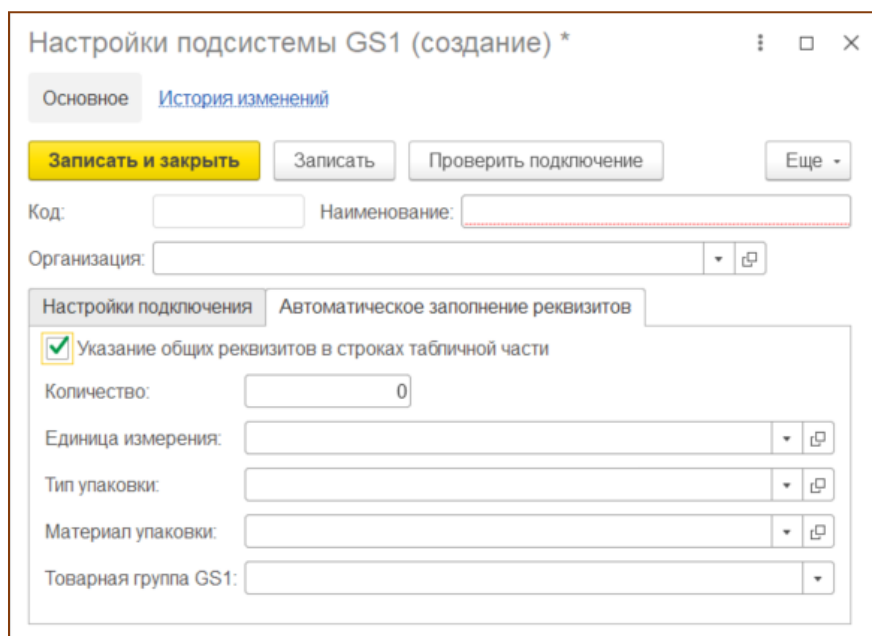 Настройки подсистемы GS1 (создание) *
Основное История изменений
Записать и закрыть Записать Проверить подключение Еще
Код: Наименование:
Организация:
Настройки подключения Автоматическое заполнение реквизитов
Указание общих реквизитов в строках табличной части
Количество: 0
Единица измерения:
Тип упаковки:
Материал упаковки:
Товарная группа GS1: